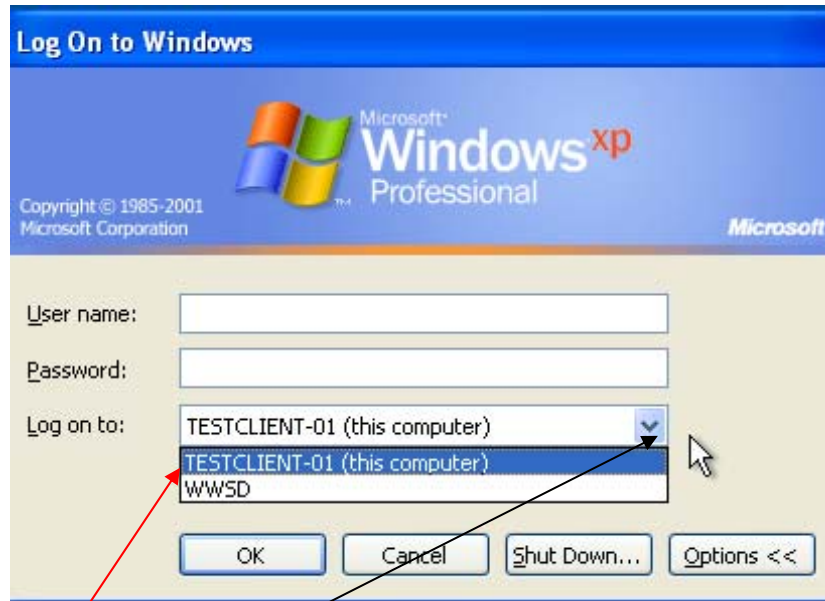 Log On to Windows
Microsoft®
Windows xp
Professional
TM
Copyright © 1985-2001
Microsoft Corporation
Microsoft
User name:
Password:
Log on to: TESTCLIENT-01 (this computer)
TESTCLIENT-01 (this computer)
WWSD
OK Cancel Shut Down... Options <<